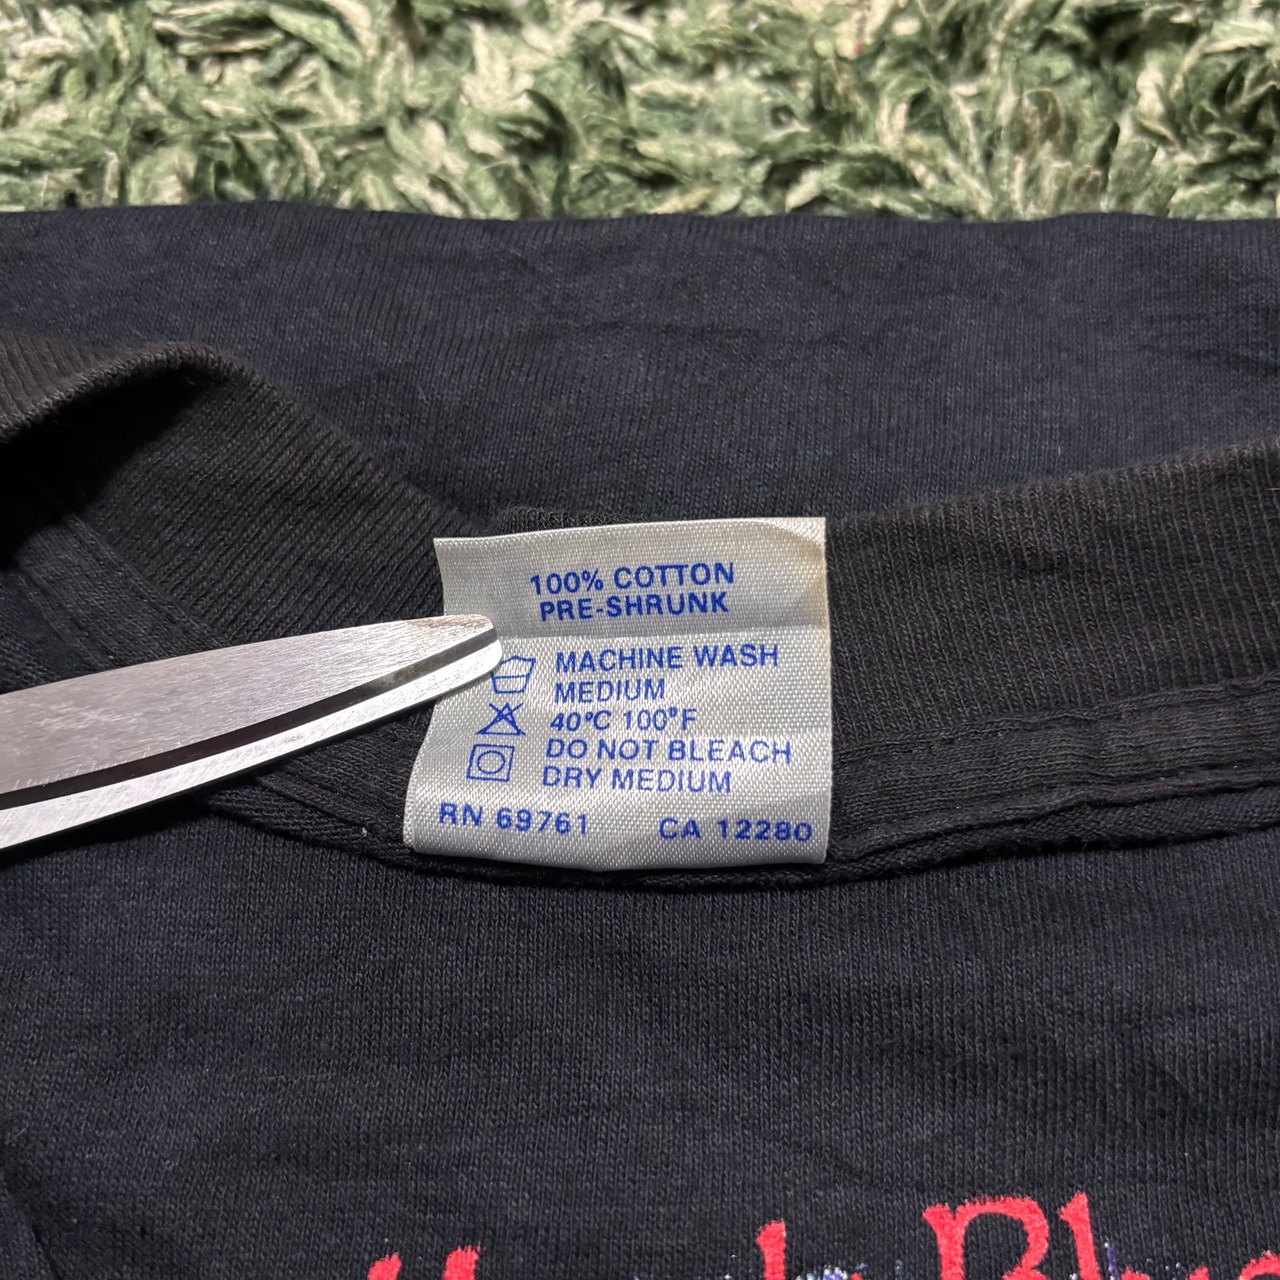 100% COTTON
PRE-SHRUNK
MACHINE WASH
MEDIUM
40°C 100°F
DO NOT BLEACH
DRY MEDIUM
RN 69761 CA 12280